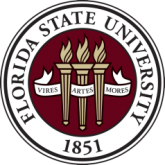 FLORIDA STATE UNIVERSITY
VIRES ARTES MORES
1851